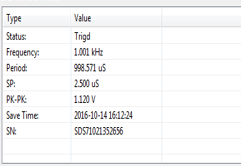 Type Value
Status: Trigd
Frequency: 1.001 kHz
Period: 998.571 uS
SP: 2.500 uS
PK-PK: 1.120 V
Save Time: 2016-10-14 16:12:24
SN: SDS71021352656